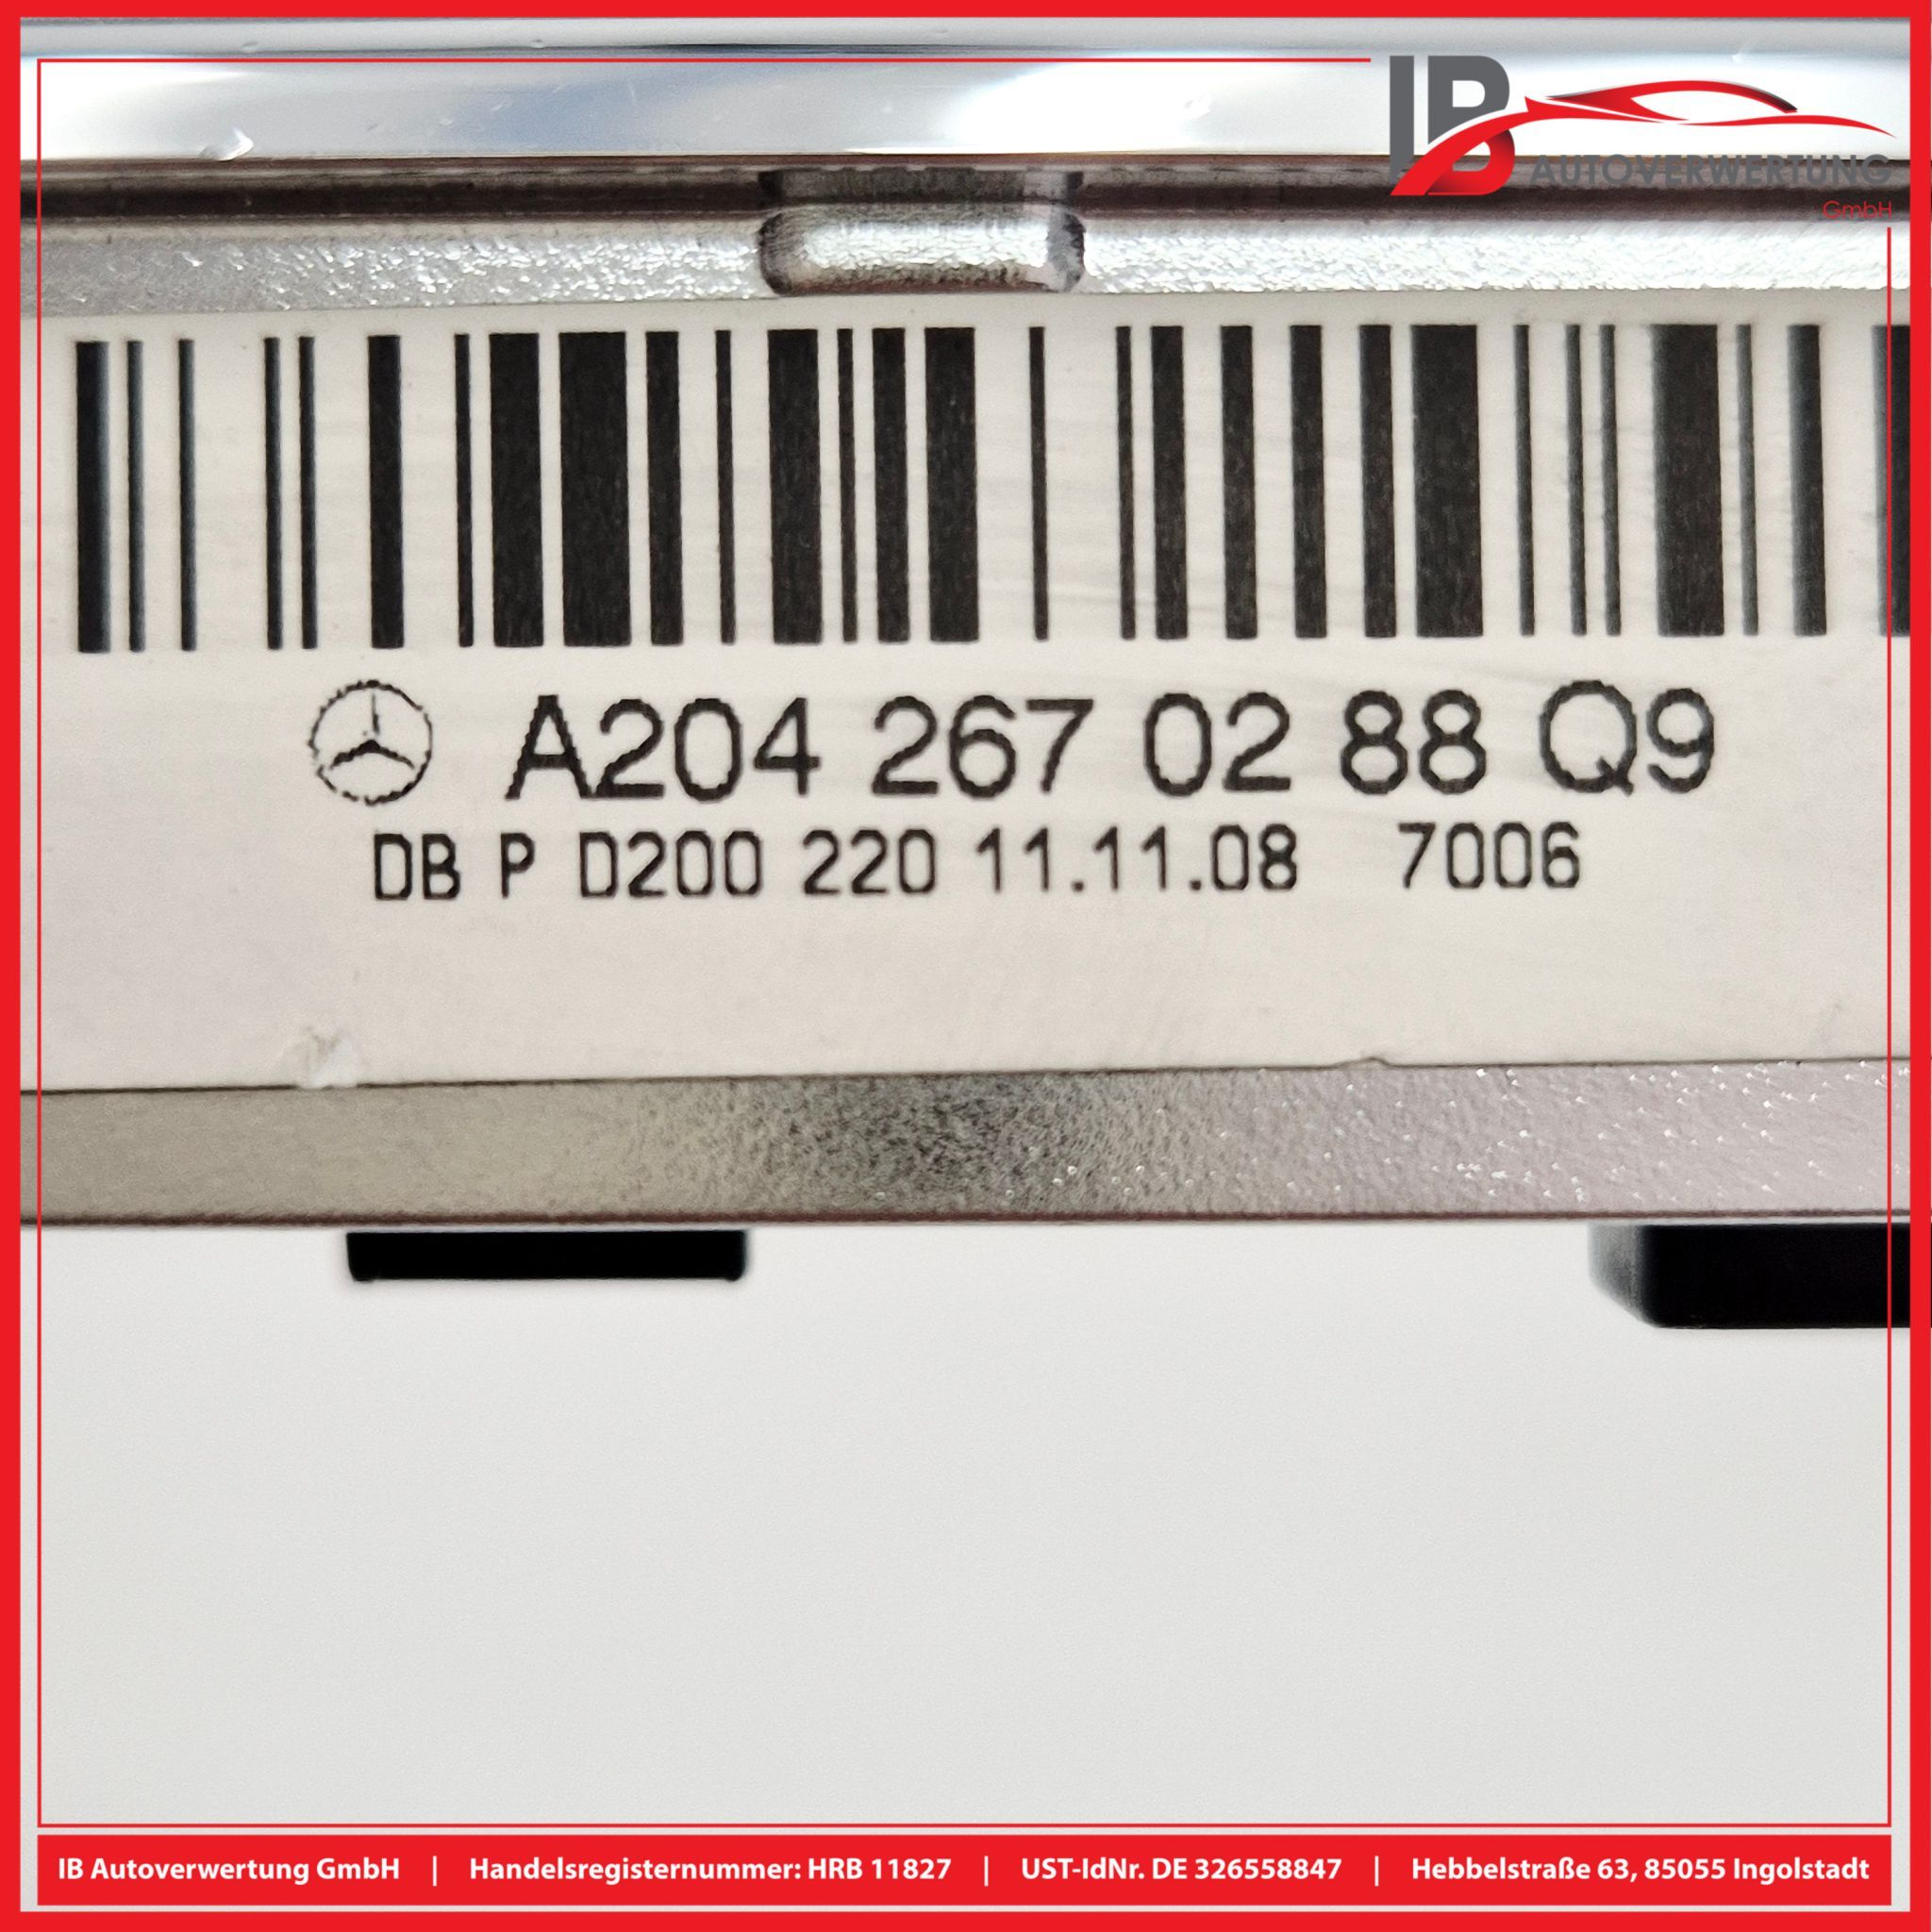 IB
AUTOVERWERTUNG
GmbH
A204 267 02 88 Q9
DB P D200 220 11.11.08 7006
IB Autoverwertung GmbH | Handelsregisternummer: HRB 11827 | UST-IdNr. DE 326558847 | Hebbelstraße 63, 85055 Ingolstadt